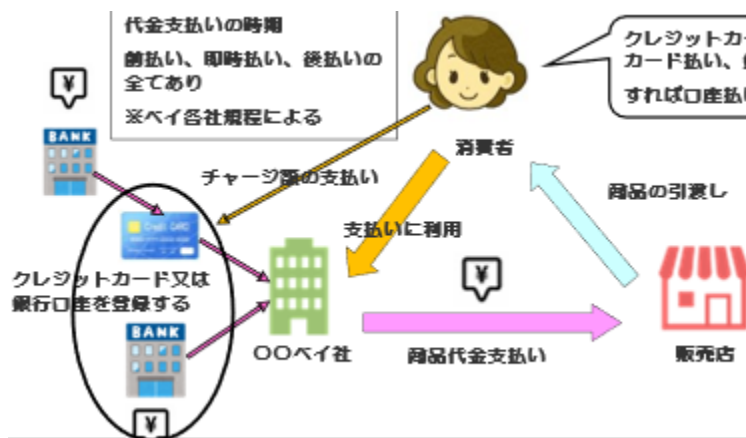 代金支払いの時期
前払い、即時払い、後払いの
全てあり
※ペイ各社規程による
クレジットカー
カード払い、
すれば口座払い
¥
BANK
消費者
チャージ額の支払い
商品の引渡し
支払いに利用
Credit CARD
クレジットカード又は
銀行口座を登録する
¥
BANK
〇〇ペイ社
商品代金支払い
販売店
¥